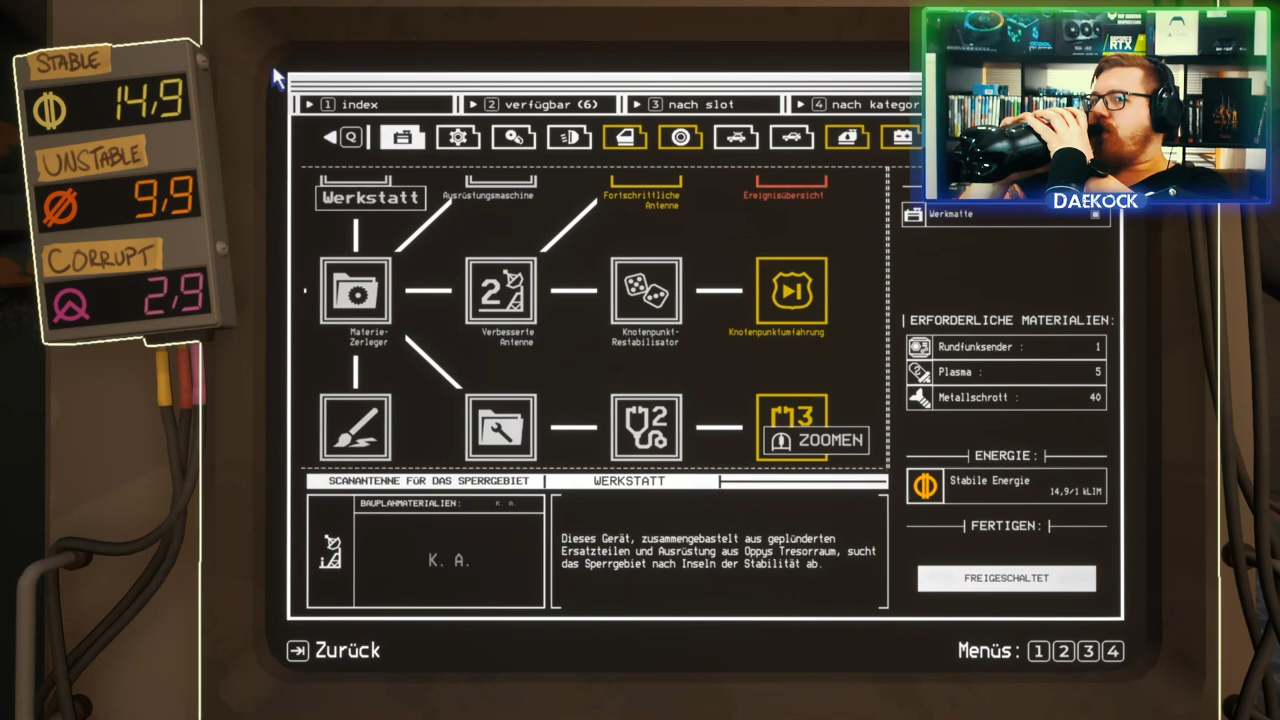 STABLE
14,9
UNSTABLE
9,9
CORRUPT
2,9
1 index
2 verfügbar (6)
3 nach slot
4 nach kategor
Q
Werkstatt
Ausrüstungsmaschine
Fortschrittliche
Antenne
Ereignisübersicht
Materie-
Zerleger
2
Verbesserte
Antenne
Knotenpunkt-
Restabilisator
Knotenpunktumfahrung
2
3
ZOOMEN
SCANANTENNE FÜR DAS SPERRGEBIET
WERKSTATT
BAUPLANMATERIALIEN: K. A.
K. A.
Dieses Gerät, zusammengebastelt aus geplünderten
Ersatzteilen und Ausrüstung aus Oppys Tresorraum, sucht
das Sperrgebiet nach Inseln der Stabilität ab.
GEFORCE
RTX
DAEKOCK
Werkmatte
ERFORDERLICHE MATERIALIEN:
Rundfunksender : 1
Plasma : 5
Metallschrott : 40
ENERGIE:
Stabile Energie
14,9/1 kLIM
FERTIGEN:
FREIGESCHALTET
Zurück
Menüs: 1 2 3 4